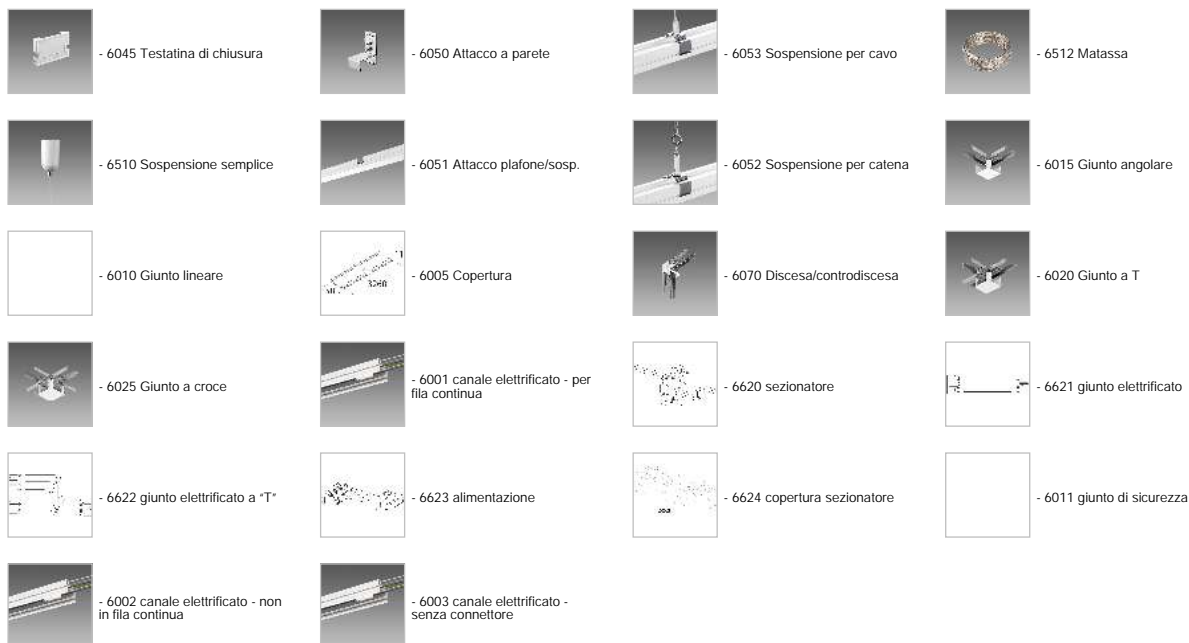 - 6045 Testatina di chiusura
- 6050 Attacco a parete
- 6053 Sospensione per cavo
- 6512 Matassa
- 6510 Sospensione semplice
- 6051 Attacco plafone/sosp.
- 6052 Sospensione per catena
- 6015 Giunto angolare
- 6010 Giunto lineare
- 6005 Copertura
- 6070 Discesa/controdiscesa
- 6020 Giunto a T
- 6025 Giunto a croce
- 6001 canale elettrificato - per
fila continua
- 6620 sezionatore
- 6621 giunto elettrificato
- 6622 giunto elettrificato a "T"
- 6623 alimentazione
- 6624 copertura sezionatore
- 6011 giunto di sicurezza
- 6002 canale elettrificato - non
in fila continua
- 6003 canale elettrificato -
senza connettore